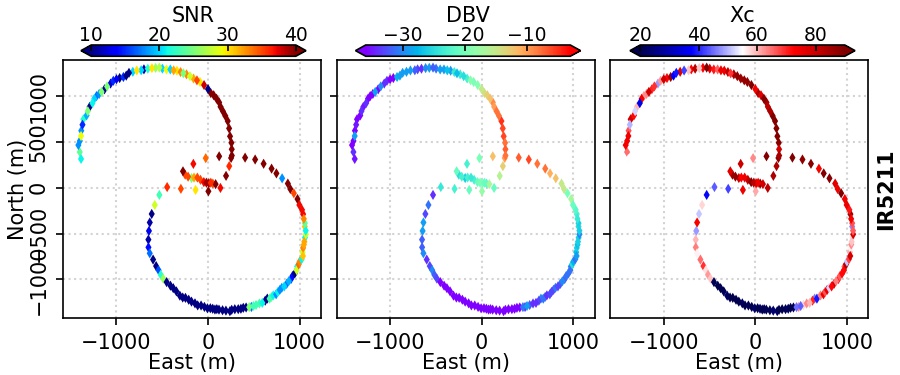 SNR DBV Xc
10 20 30 40 −30 −20 −10 20 40 60 80
North (m)
1000
500
0
−500
−1000
−1000 0 1000 −1000 0 1000 −1000 0 1000
East (m) East (m) East (m)
IR5211